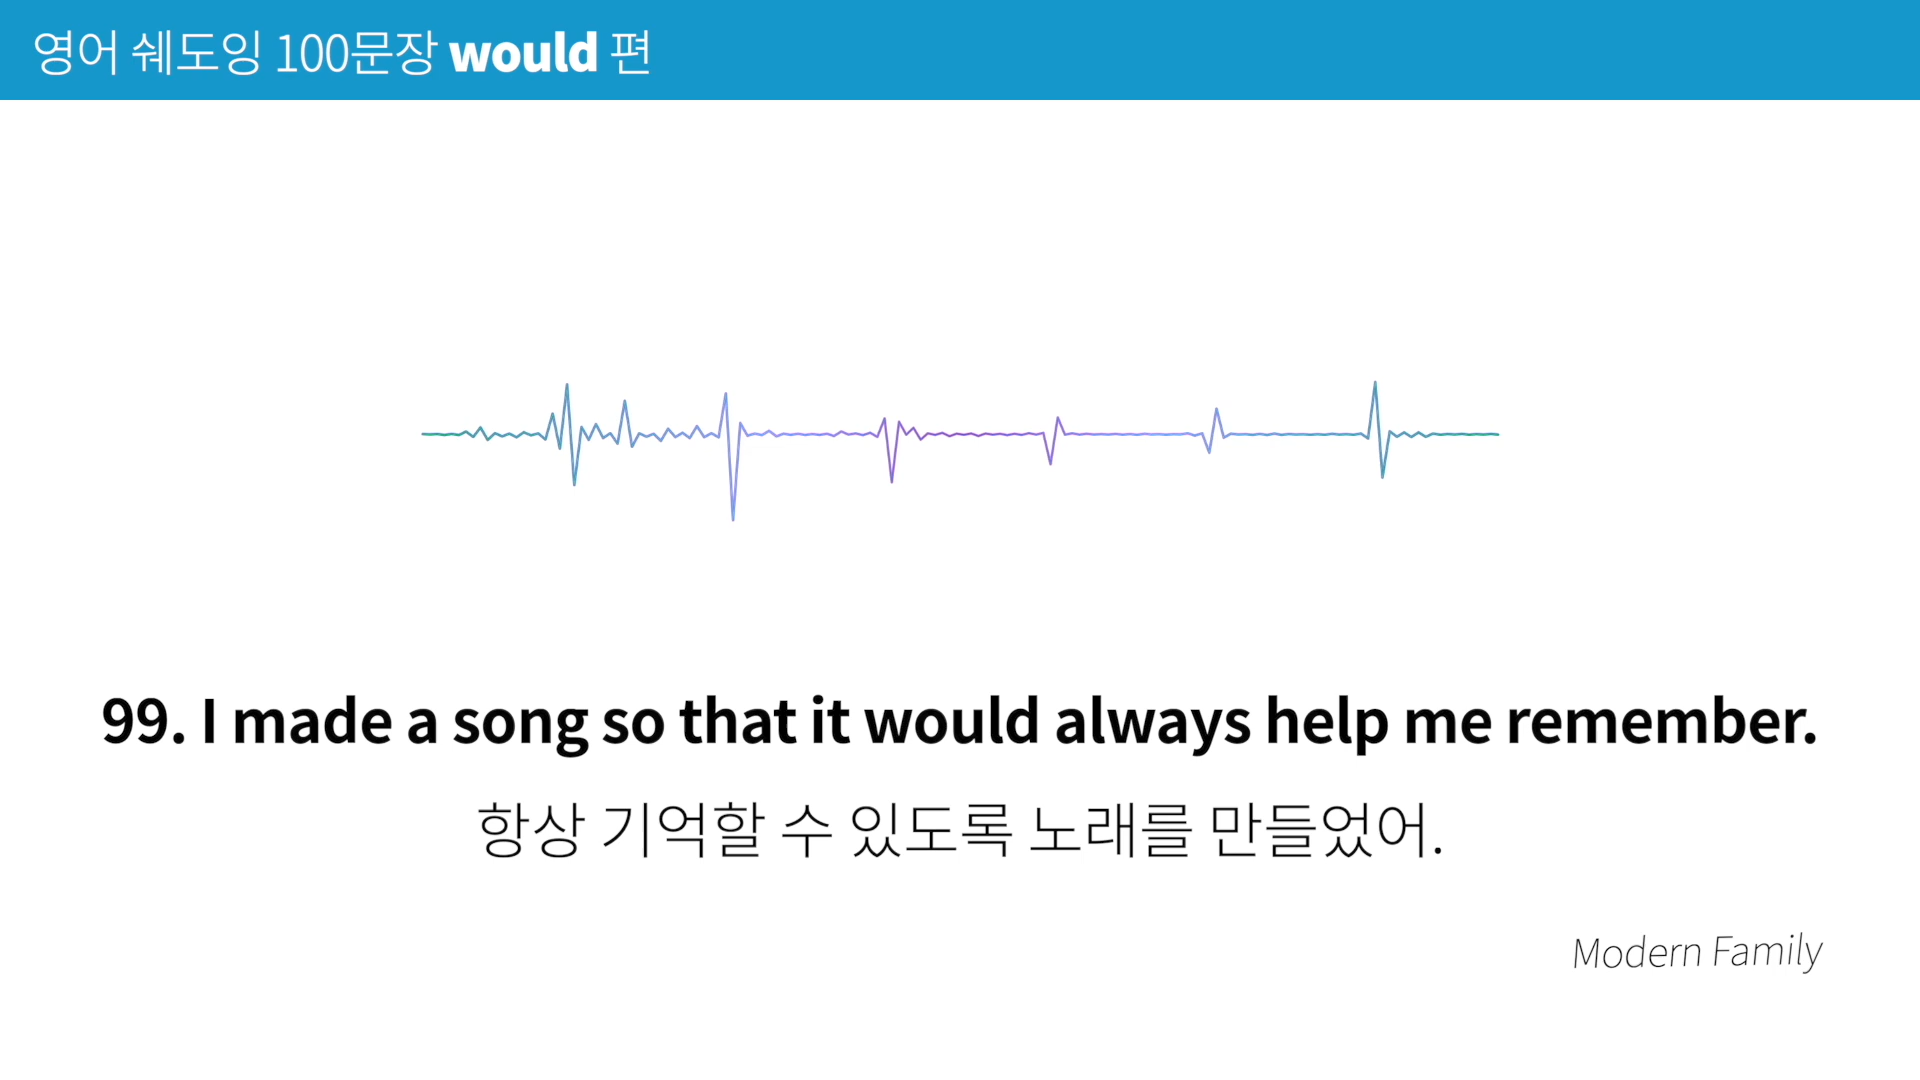 영어 쉐도잉 100문장 would 편
99. I made a song so that it would always help me remember.
항상 기억할 수 있도록 노래를 만들었어.
Modern Family